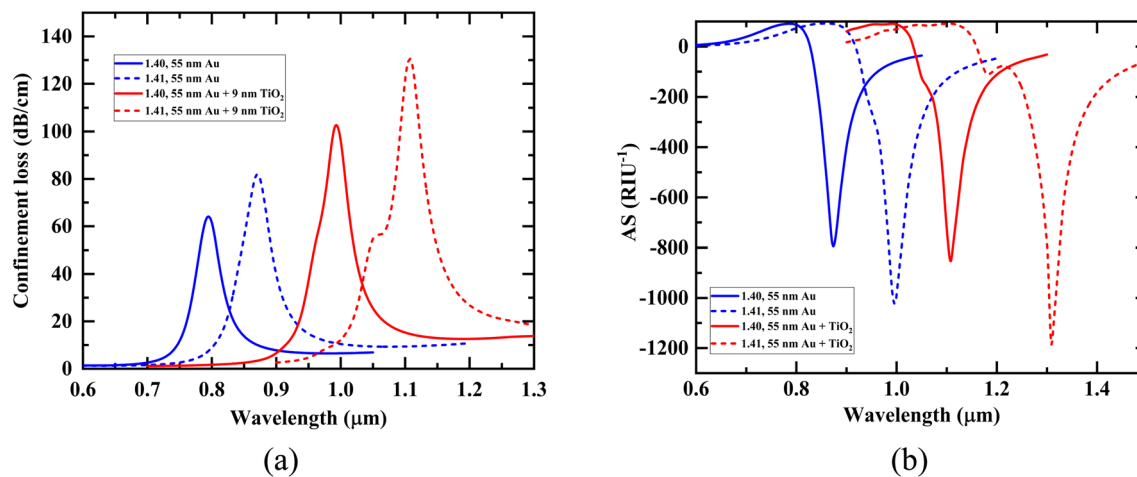 140
120
100
80
60
40
20
10
0
Confinement loss (dB/cm)
1.40, 55 nm Au
1.41, 55 nm Au
1.40, 55 nm Au + 9 nm TiO₂
1.41, 55 nm Au + 9 nm TiO₂
0.6 0.7 0.8 0.9 1.0 1.1 1.2 1.3
Wavelength (μm)
(a)
100
0
-200
-400
-600
-800
-1000
-1200
AS (RIU⁻¹)
1.40, 55 nm Au
1.41, 55 nm Au
1.40, 55 nm Au + TiO₂
1.41, 55 nm Au + TiO₂
0.6 0.8 1.0 1.2 1.4
Wavelength (μm)
(b)